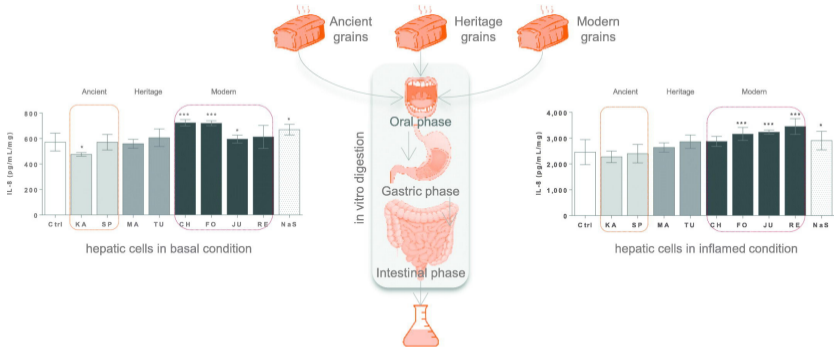 Ancient grains
Heritage grains
Modern grains
in vitro digestion
Oral phase
Gastric phase
Intestinal phase
Ancient Heritage Modern
IL-8 (pg/mL/mg)
800
600
400
200
0
*
***
***
*
*
Ctrl KA SP MA TU CH FO JU RE NaS
hepatic cells in basal condition
Ancient Heritage Modern
IL-8 (pg/mL/mg)
4,000
3,000
2,000
1,000
0
***
***
***
*
Ctrl KA SP MA TU CH FO JU RE NaS
hepatic cells in inflamed condition